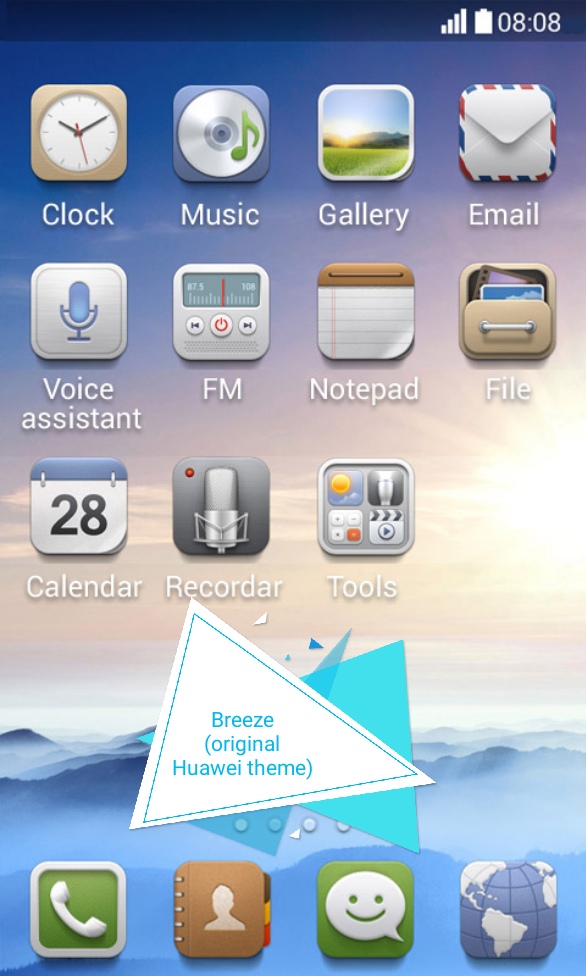 08:08
Clock Music Gallery Email
87.5 108
Voice assistant FM Notepad File
28
Calendar Recordar Tools
Breeze
(original
Huawei theme)